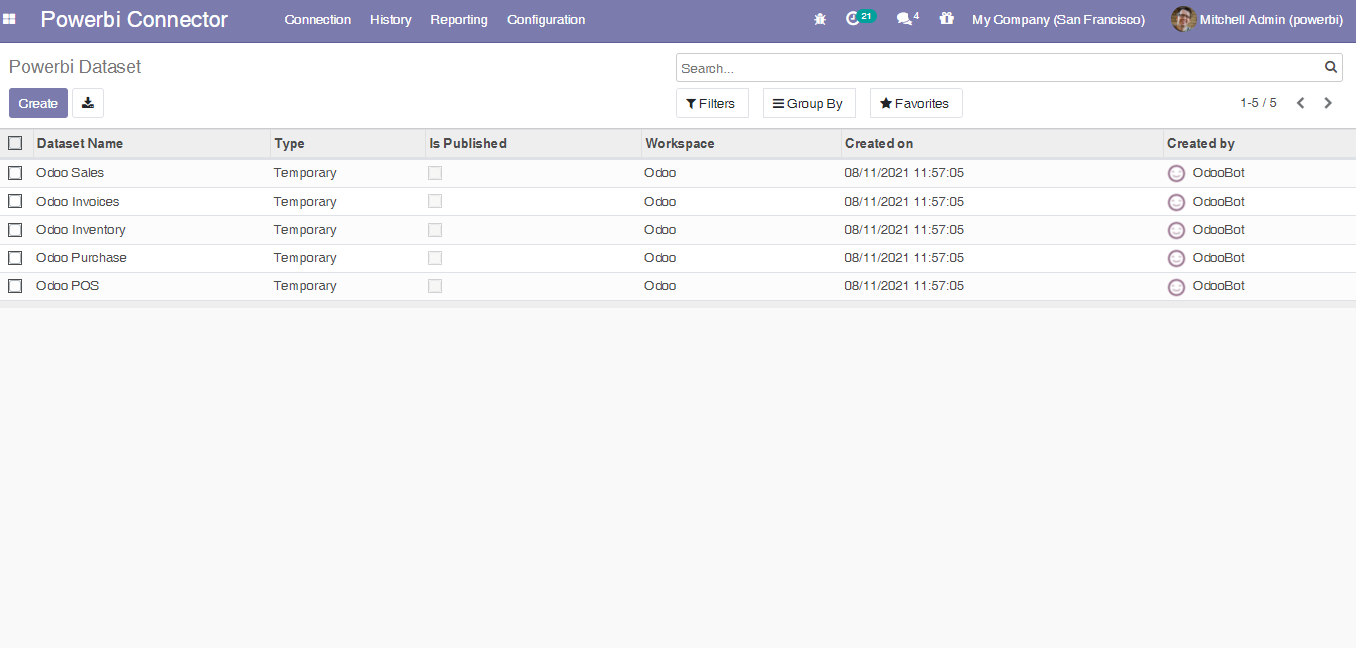 Powerbi Connector Connection History Reporting Configuration 21 4 My Company (San Francisco) Mitchell Admin (powerbi)
Powerbi Dataset Search...
Create Filters Group By Favorites 1-5 / 5
Dataset Name Type Is Published Workspace Created on Created by
Odoo Sales Temporary Odoo 08/11/2021 11:57:05 OdooBot
Odoo Invoices Temporary Odoo 08/11/2021 11:57:05 OdooBot
Odoo Inventory Temporary Odoo 08/11/2021 11:57:05 OdooBot
Odoo Purchase Temporary Odoo 08/11/2021 11:57:05 OdooBot
Odoo POS Temporary Odoo 08/11/2021 11:57:05 OdooBot